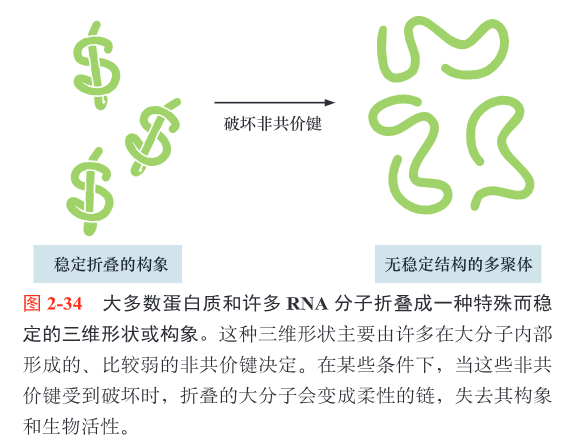 破坏非共价键
稳定折叠的构象
无稳定结构的多聚体
图 2-34 大多数蛋白质和许多 RNA 分子折叠成一种特殊而稳
定的三维形状或构象。这种三维形状主要由许多在大分子内部
形成的、比较弱的非共价键决定。在某些条件下，当这些非共
价键受到破坏时，折叠的大分子会变成柔性的链，失去其构象
和生物活性。